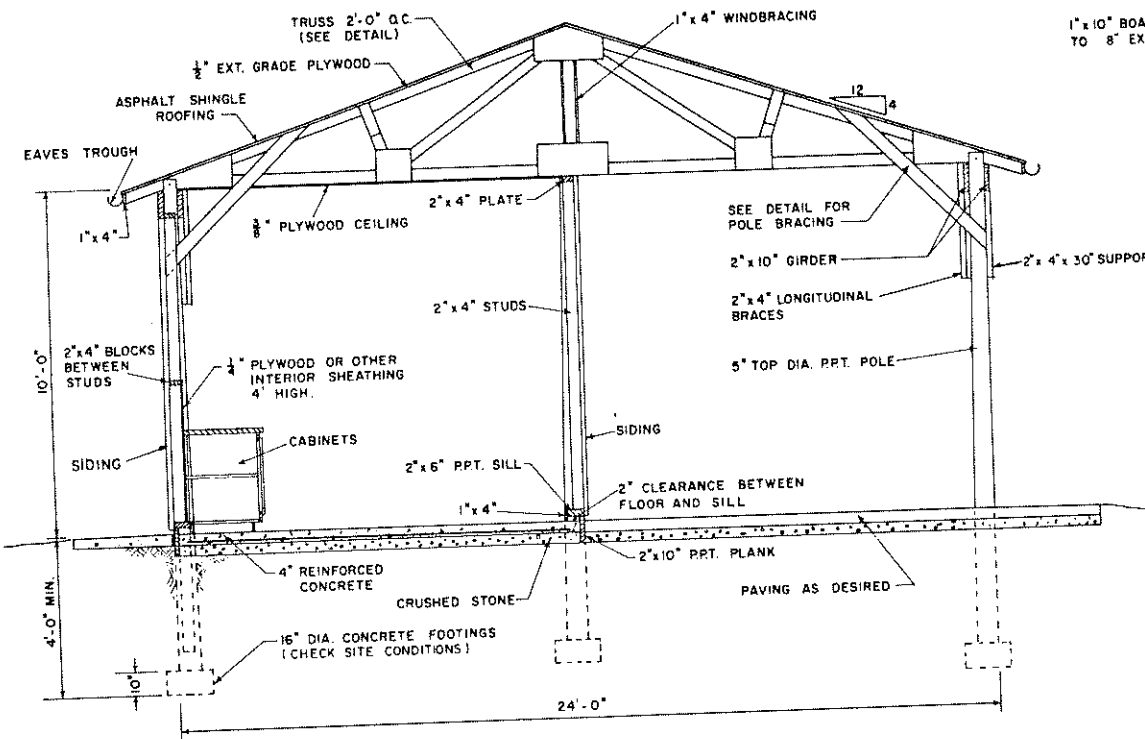 TRUSS 2'-0" O.C.
(SEE DETAIL)
1" x 4" WINDBRACING
1" x 10" BOA
TO 8" EX
½" EXT. GRADE PLYWOOD
ASPHALT SHINGLE
ROOFING
12
4
EAVES TROUGH
1" x 4"
2" x 4" PLATE
⅜" PLYWOOD CEILING
SEE DETAIL FOR
POLE BRACING
2" x 10" GIRDER
2" x 4" x 30" SUPPOR
2" x 4" LONGITUDINAL
BRACES
2" x 4" STUDS
10'-0"
2" x 4" BLOCKS
BETWEEN
STUDS
¼" PLYWOOD OR OTHER
INTERIOR SHEATHING
4' HIGH.
5" TOP DIA. P.P.T. POLE
CABINETS
SIDING
SIDING
2" x 6" P.P.T. SILL
2" CLEARANCE BETWEEN
FLOOR AND SILL
1" x 4"
2" x 10" P.P.T. PLANK
4" REINFORCED
CONCRETE
CRUSHED STONE
PAVING AS DESIRED
4'-0" MIN.
16" DIA. CONCRETE FOOTINGS
(CHECK SITE CONDITIONS)
10"
24'-0"